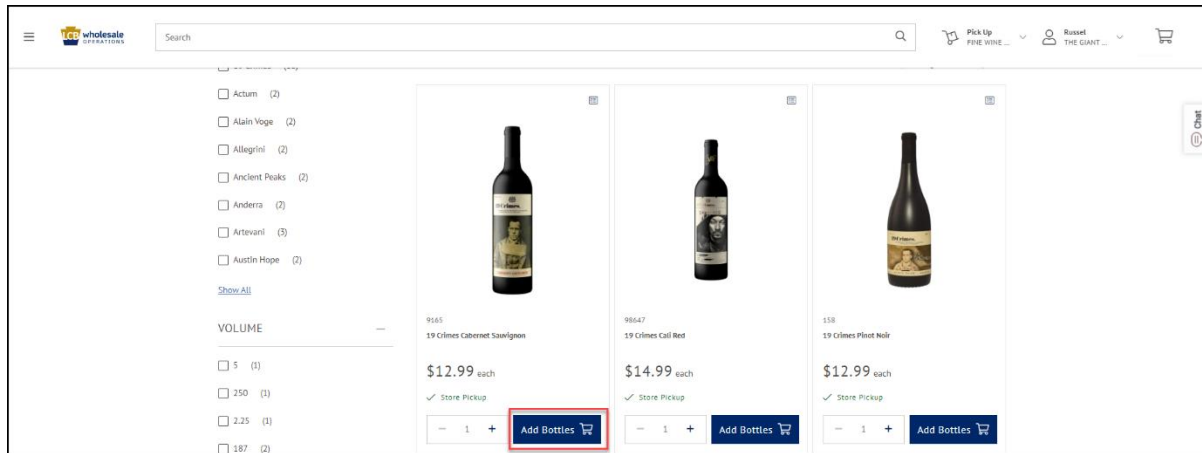 LCB wholesale
OPERATIONS
Search
Pick Up
FINE WINE ...
Russel
THE GIANT ...
Chat
Actum (2)
Alain Voge (2)
Allegrini (2)
Ancient Peaks (2)
Anderra (2)
Artevani (3)
Austin Hope (2)
Show All
VOLUME
5 (1)
250 (1)
2.25 (1)
187 (2)
19 Crimes.
9165
19 Crimes Cabernet Sauvignon
$12.99 each
✓ Store Pickup
− 1 + Add Bottles
98647
19 Crimes Cali Red
$14.99 each
✓ Store Pickup
− 1 + Add Bottles
19 Crimes.
158
19 Crimes Pinot Noir
$12.99 each
✓ Store Pickup
− 1 + Add Bottles